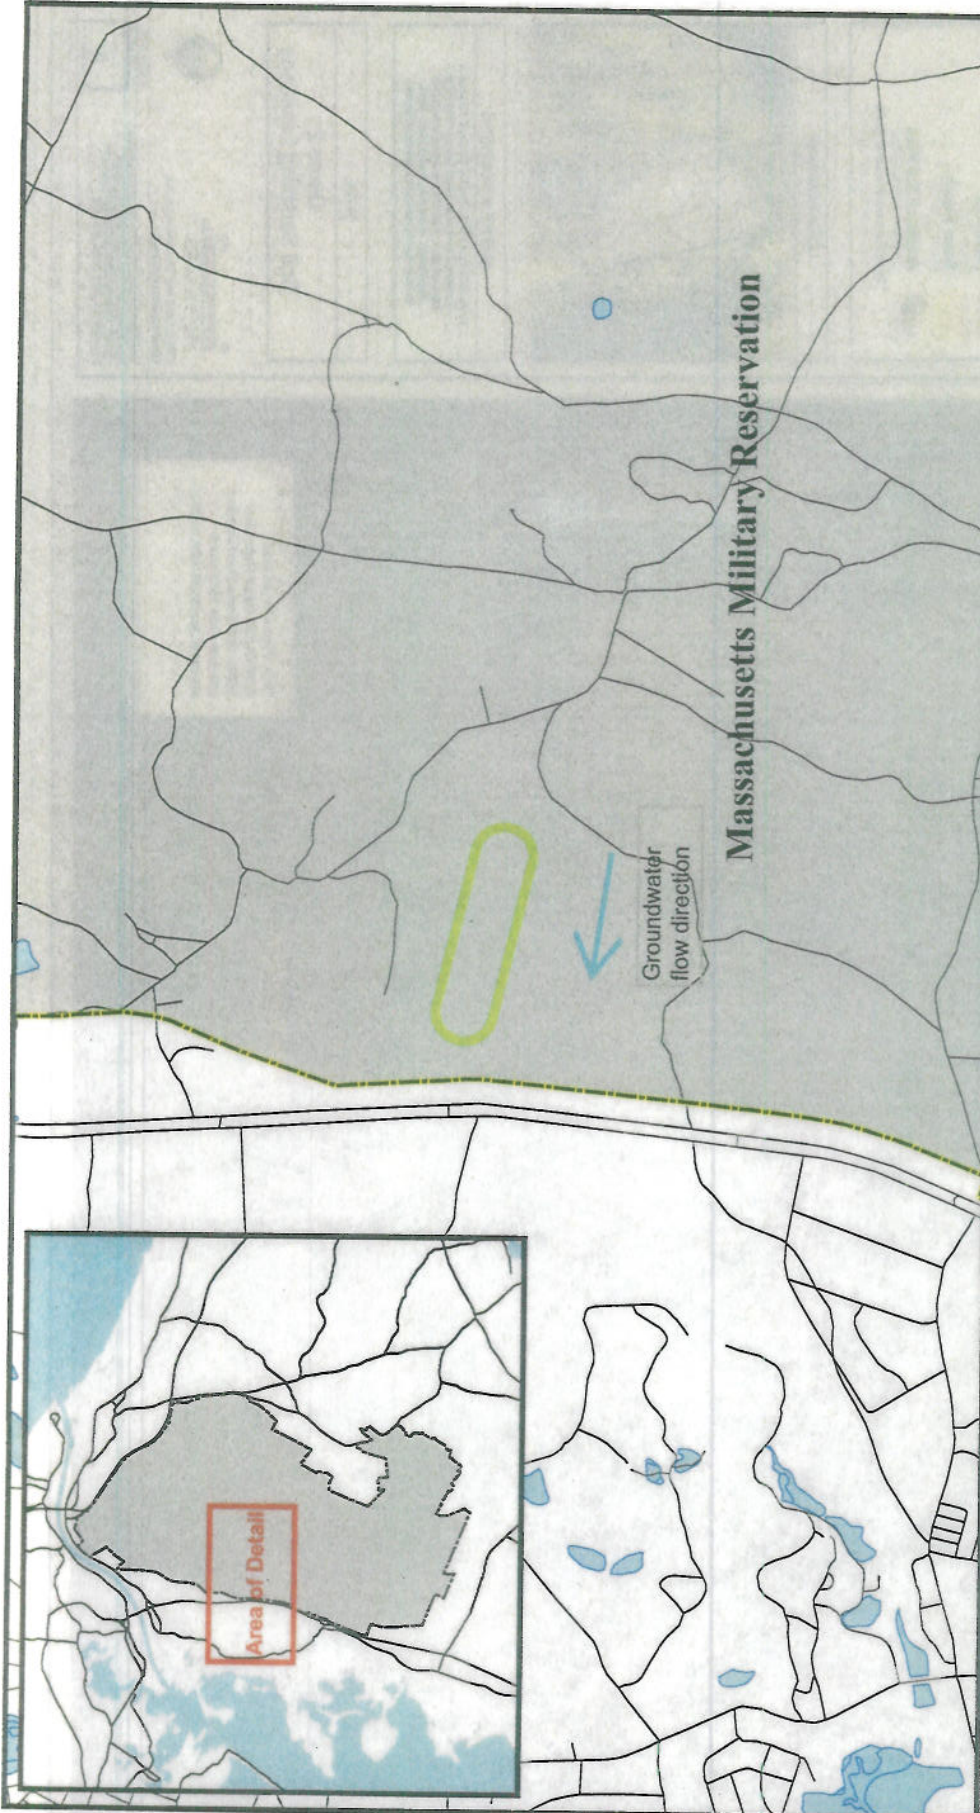 Massachusetts Military Reservation
Groundwater
flow direction
Area of Detail